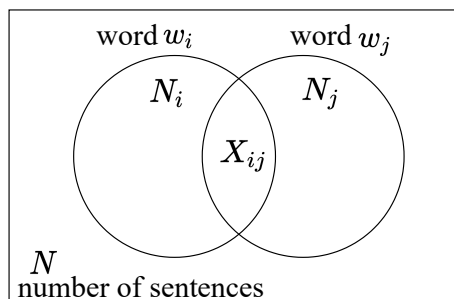 word w_i word w_j
N_i N_j
X_ij
N
number of sentences